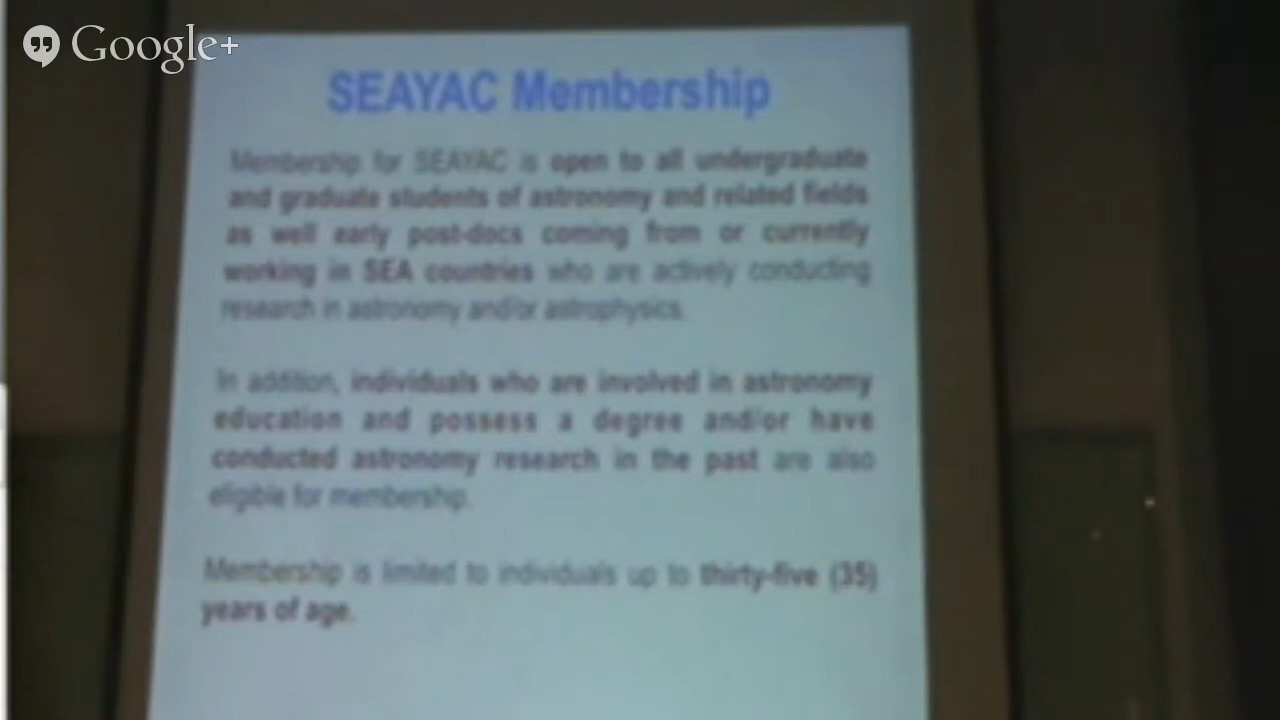 Google+
SEAYAC Membership
Membership for SEAYAC is open to all undergraduate
and graduate students of astronomy and related fields
as well early post-docs coming from or currently
working in SEA countries who are actively conducting
research in astronomy and/or astrophysics.
In addition, individuals who are involved in astronomy
education and possess a degree and/or have
conducted astronomy research in the past are also
eligible for membership.
Membership is limited to individuals up to thirty-five (35)
years of age.